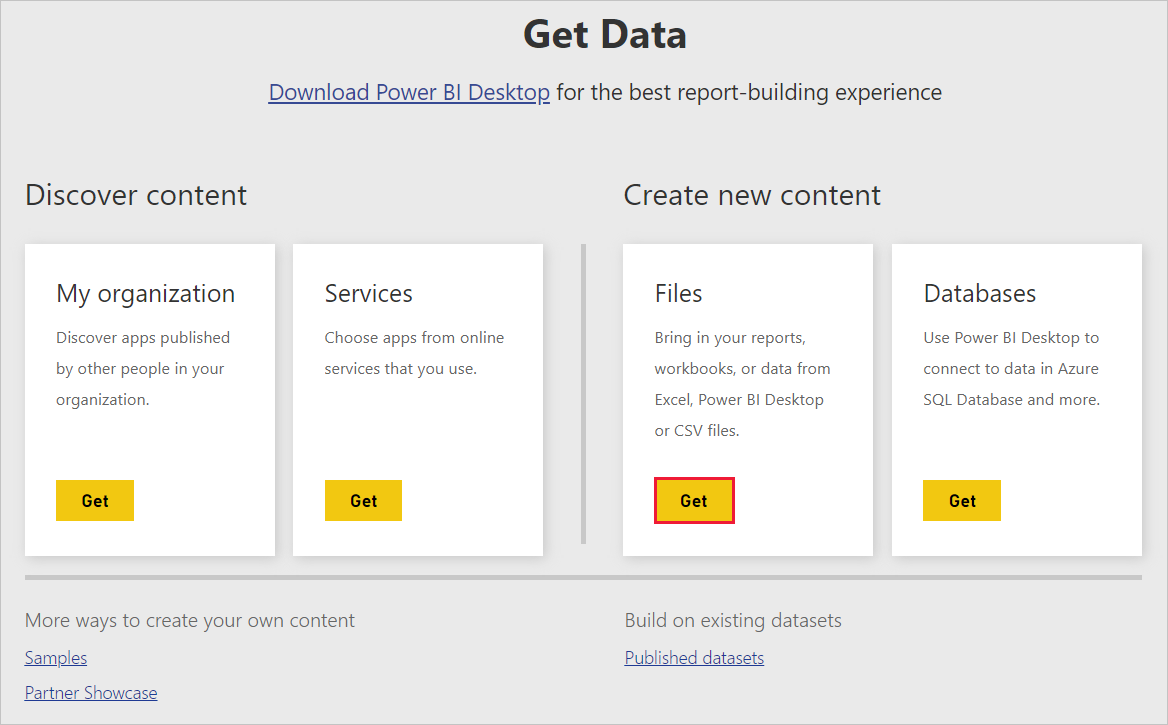 Get Data
Download Power BI Desktop for the best report-building experience
Discover content
My organization
Discover apps published
by other people in your
organization.
Get
Services
Choose apps from online
services that you use.
Get
Create new content
Files
Bring in your reports,
workbooks, or data from
Excel, Power BI Desktop
or CSV files.
Get
Databases
Use Power BI Desktop to
connect to data in Azure
SQL Database and more.
Get
More ways to create your own content
Samples
Partner Showcase
Build on existing datasets
Published datasets